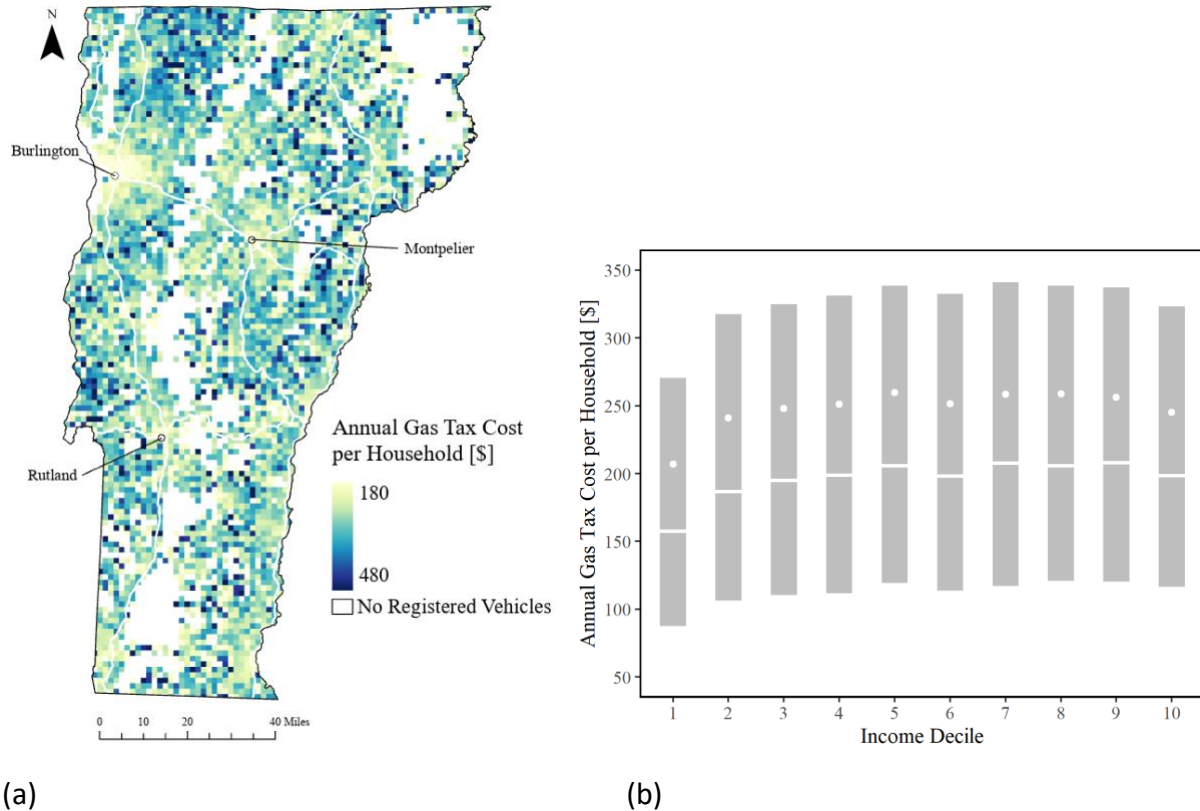 N
Burlington
Montpelier
Rutland
Annual Gas Tax Cost
per Household [$]
180
480
No Registered Vehicles
0 10 20 40 Miles
(a)
Annual Gas Tax Cost per Household [$]
350
300
250
200
150
100
50
1 2 3 4 5 6 7 8 9 10
Income Decile
(b)